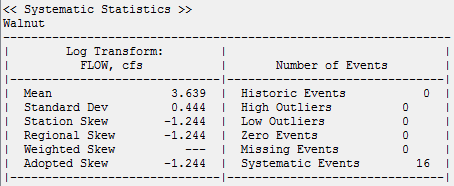 << Systematic Statistics >>
Walnut
Log Transform:
FLOW, cfs Number of Events
Mean 3.639 Historic Events 0
Standard Dev 0.444 High Outliers 0
Station Skew -1.244 Low Outliers 0
Regional Skew -1.244 Zero Events 0
Weighted Skew --- Missing Events 0
Adopted Skew -1.244 Systematic Events 16